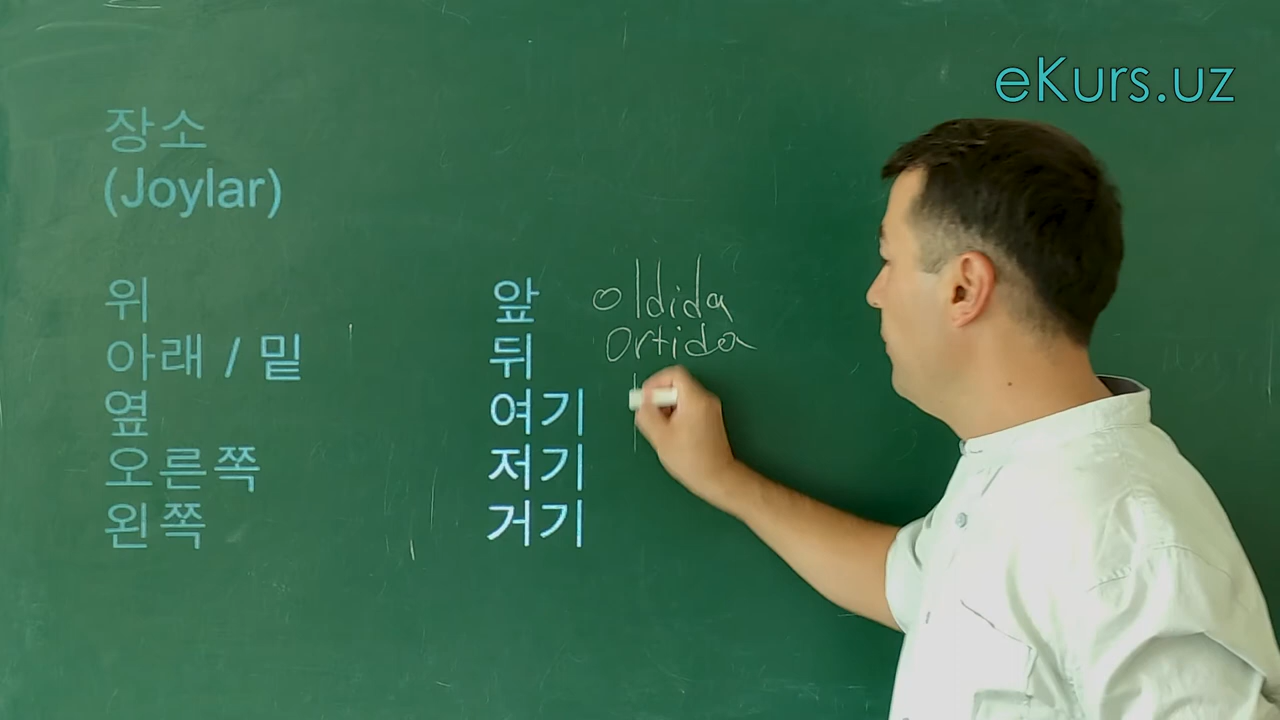 eKurs.uz
장소
(Joylar)
위
아래 / 밑
옆
오른쪽
왼쪽
앞 oldida
뒤 Ortida
여기
저기
거기